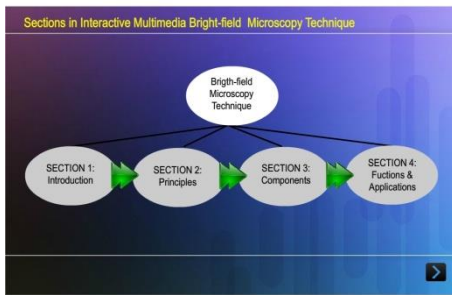 Sections in Interactive Multimedia Bright-field Microscopy Technique
Brigth-field
Microscopy
Technique
SECTION 1:
Introduction
SECTION 2:
Principles
SECTION 3:
Components
SECTION 4:
Fuctions &
Applications